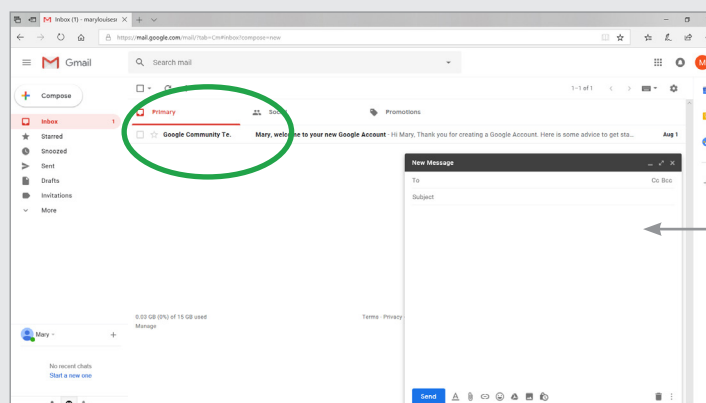 Inbox (1) - marylouisesi
https://mail.google.com/mail/?tab=Cm#inbox?compose=new
Gmail
Search mail
Compose
1–1 of 1
Primary
Promotions
Inbox 1
Starred
Snoozed
Sent
Drafts
Invitations
More
Google Community Te. Mary, welcome to your new Google Account - Hi Mary, Thank you for creating a Google Account. Here is some advice to get sta... Aug 1
New Message
To Cc Bcc
Subject
0.03 GB (0%) of 15 GB used
Manage
Terms · Privacy
Mary
No recent chats
Start a new one
Send